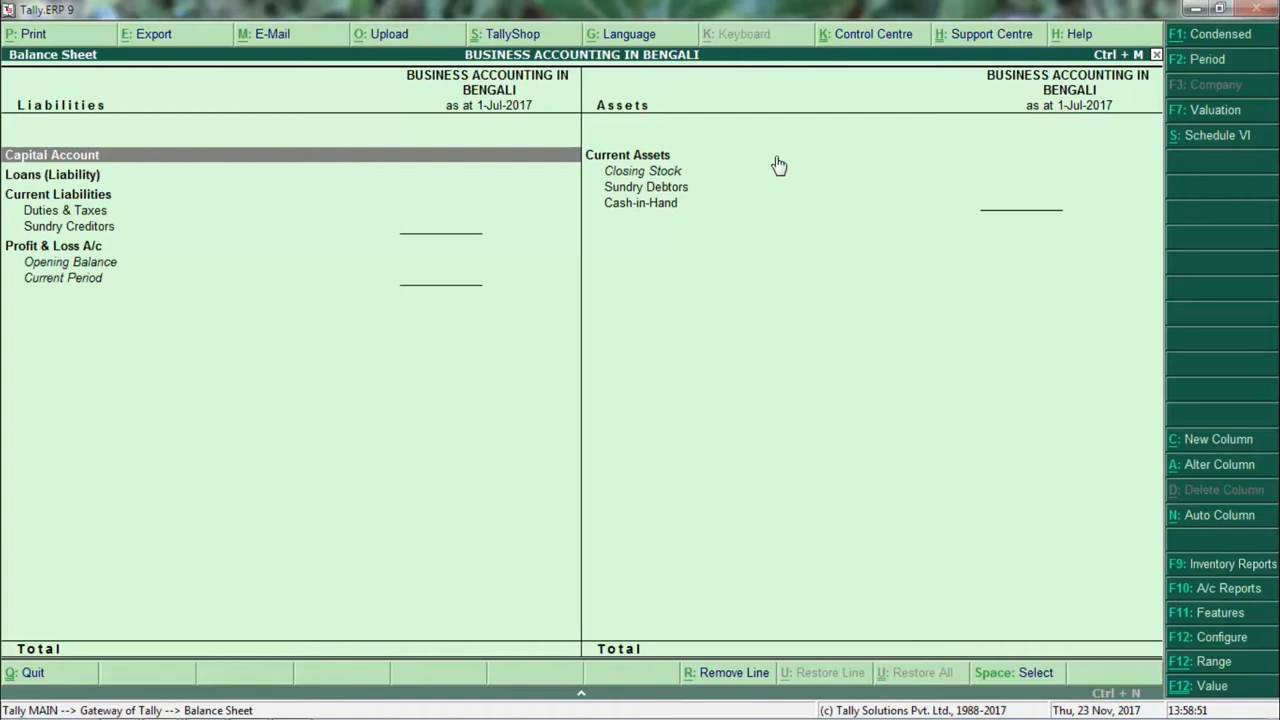 Tally.ERP 9
P: Print
E: Export
M: E-Mail
O: Upload
S: TallyShop
G: Language
K: Keyboard
K: Control Centre
H: Support Centre
H: Help
Balance Sheet
BUSINESS ACCOUNTING IN BENGALI
Ctrl + M
Liabilities
BUSINESS ACCOUNTING IN
BENGALI
as at 1-Jul-2017
Capital Account
Loans (Liability)
Current Liabilities
Duties & Taxes
Sundry Creditors
Profit & Loss A/c
Opening Balance
Current Period
Total
Assets
BUSINESS ACCOUNTING IN
BENGALI
as at 1-Jul-2017
Current Assets
Closing Stock
Sundry Debtors
Cash-in-Hand
Total
F1: Condensed
F2: Period
F3: Company
F7: Valuation
S: Schedule VI
C: New Column
A: Alter Column
D: Delete Column
N: Auto Column
F9: Inventory Reports
F10: A/c Reports
F11: Features
F12: Configure
F12: Range
F12: Value
Q: Quit
R: Remove Line
U: Restore Line
U: Restore All
Space: Select
Ctrl + N
Tally MAIN --> Gateway of Tally --> Balance Sheet
(c) Tally Solutions Pvt. Ltd., 1988-2017
Thu, 23 Nov, 2017
13:58:51